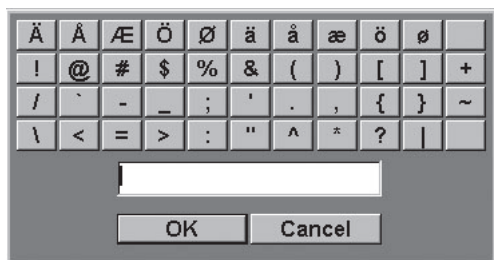 Ä Å Æ Ö Ø ä å æ ö ø
! @ # $ % & ( ) [ ] +
/ ` - _ ; ' . , { } ~
\ < = > : " ^ * ? |
OK Cancel